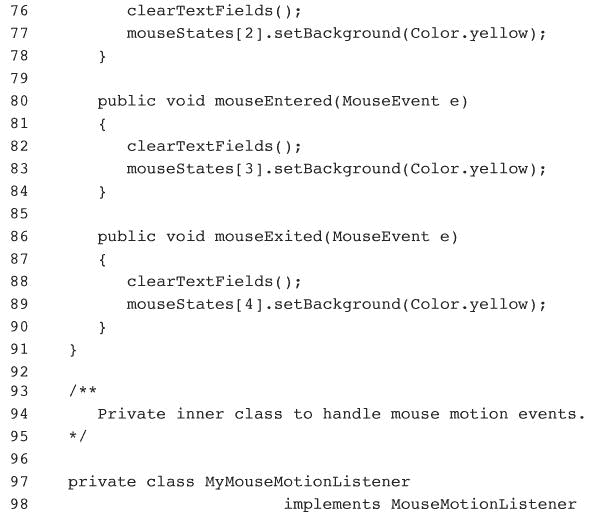 76 clearTextFields();
77 mouseStates[2].setBackground(Color.yellow);
78 }
79
80 public void mouseEntered(MouseEvent e)
81 {
82 clearTextFields();
83 mouseStates[3].setBackground(Color.yellow);
84 }
85
86 public void mouseExited(MouseEvent e)
87 {
88 clearTextFields();
89 mouseStates[4].setBackground(Color.yellow);
90 }
91 }
92
93 /**
94 Private inner class to handle mouse motion events.
95 */
96
97 private class MyMouseMotionListener
98 implements MouseMotionListener